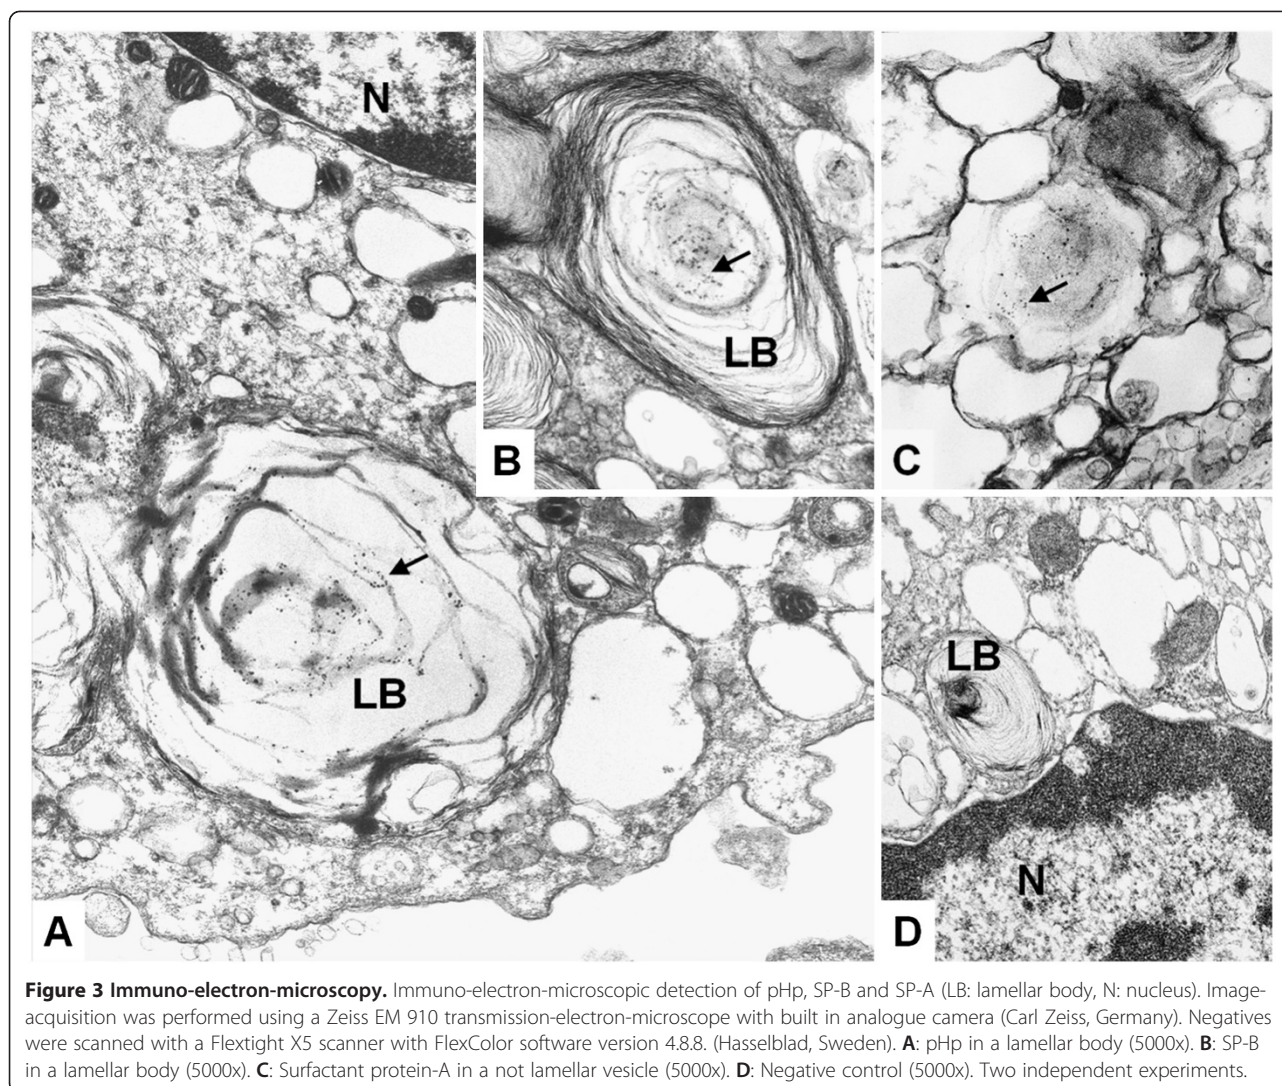 N
LB
A
LB
B
C
LB
N
D
Figure 3 Immuno-electron-microscopy. Immuno-electron-microscopic detection of pHp, SP-B and SP-A (LB: lamellar body, N: nucleus). Image-
acquisition was performed using a Zeiss EM 910 transmission-electron-microscope with built in analogue camera (Carl Zeiss, Germany). Negatives
were scanned with a Flextight X5 scanner with FlexColor software version 4.8.8. (Hasselblad, Sweden). A: pHp in a lamellar body (5000x). B: SP-B
in a lamellar body (5000x). C: Surfactant protein-A in a not lamellar vesicle (5000x). D: Negative control (5000x). Two independent experiments.